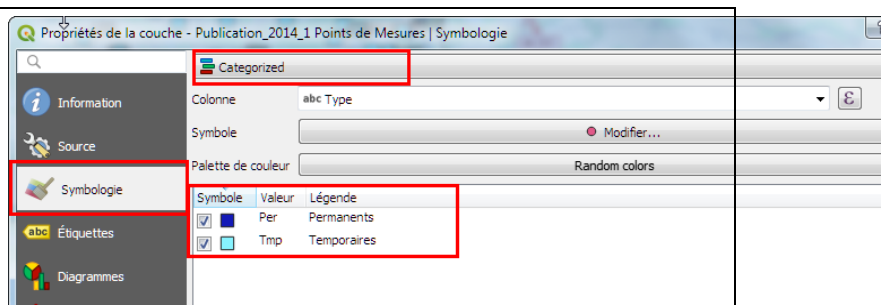 Propriétés de la couche - Publication_2014_1 Points de Mesures | Symbologie
Categorized
Information
Colonne abc Type ε
Source
Symbole Modifier...
Palette de couleur Random colors
Symbologie
Symbole Valeur Légende
Per Permanents
Tmp Temporaires
abc Étiquettes
Diagrammes